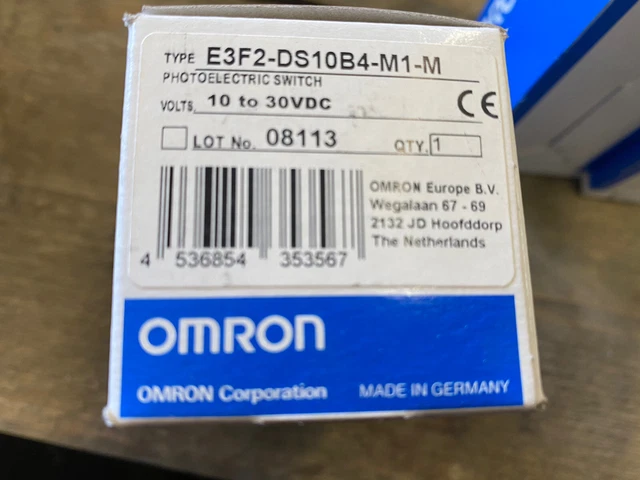 TYPE E3F2-DS10B4-M1-M
PHOTOELECTRIC SWITCH
VOLTS. 10 to 30VDC
CE
LOT No. 08113 QTY. 1
OMRON Europe B.V.
Wegalaan 67 - 69
2132 JD Hoofddorp
The Netherlands
4 536854 353567
OMRON
OMRON Corporation MADE IN GERMANY